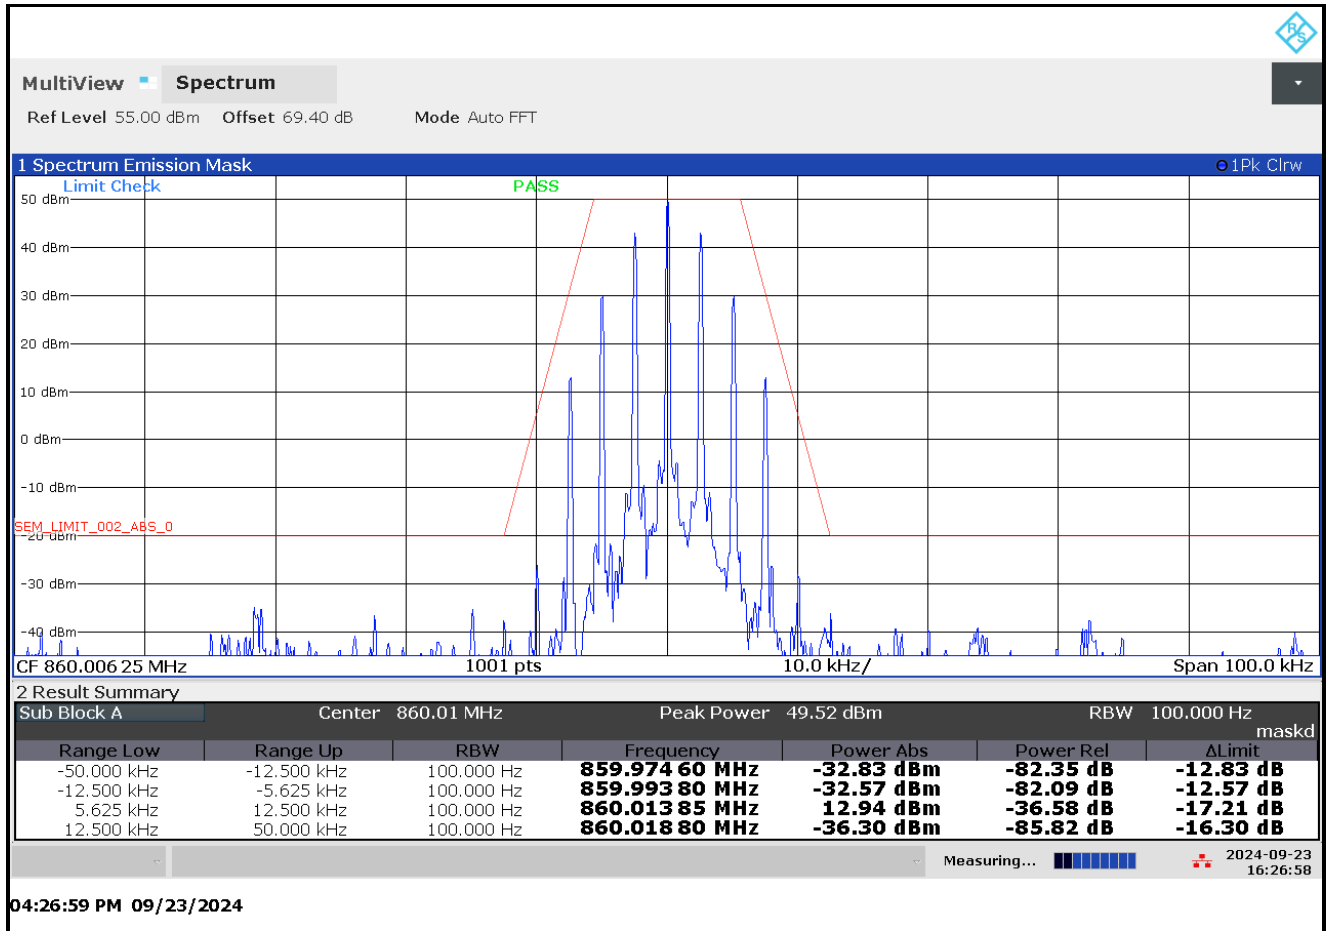 R S
MultiView Spectrum
Ref Level 55.00 dBm Offset 69.40 dB Mode Auto FFT
1 Spectrum Emission Mask 1Pk Clrw
Limit Check PASS
50 dBm
40 dBm
30 dBm
20 dBm
10 dBm
0 dBm
-10 dBm
SEM_LIMIT_002_ABS_0
-20 dBm
-30 dBm
-40 dBm
CF 860.006 25 MHz 1001 pts 10.0 kHz/ Span 100.0 kHz
2 Result Summary
Sub Block A Center 860.01 MHz Peak Power 49.52 dBm RBW 100.000 Hz
maskd
Range Low Range Up RBW Frequency Power Abs Power Rel ΔLimit
-50.000 kHz -12.500 kHz 100.000 Hz 859.974 60 MHz -32.83 dBm -82.35 dB -12.83 dB
-12.500 kHz -5.625 kHz 100.000 Hz 859.993 80 MHz -32.57 dBm -82.09 dB -12.57 dB
5.625 kHz 12.500 kHz 100.000 Hz 860.013 85 MHz 12.94 dBm -36.58 dB -17.21 dB
12.500 kHz 50.000 kHz 100.000 Hz 860.018 80 MHz -36.30 dBm -85.82 dB -16.30 dB
Measuring... 2024-09-23
16:26:58
04:26:59 PM 09/23/2024